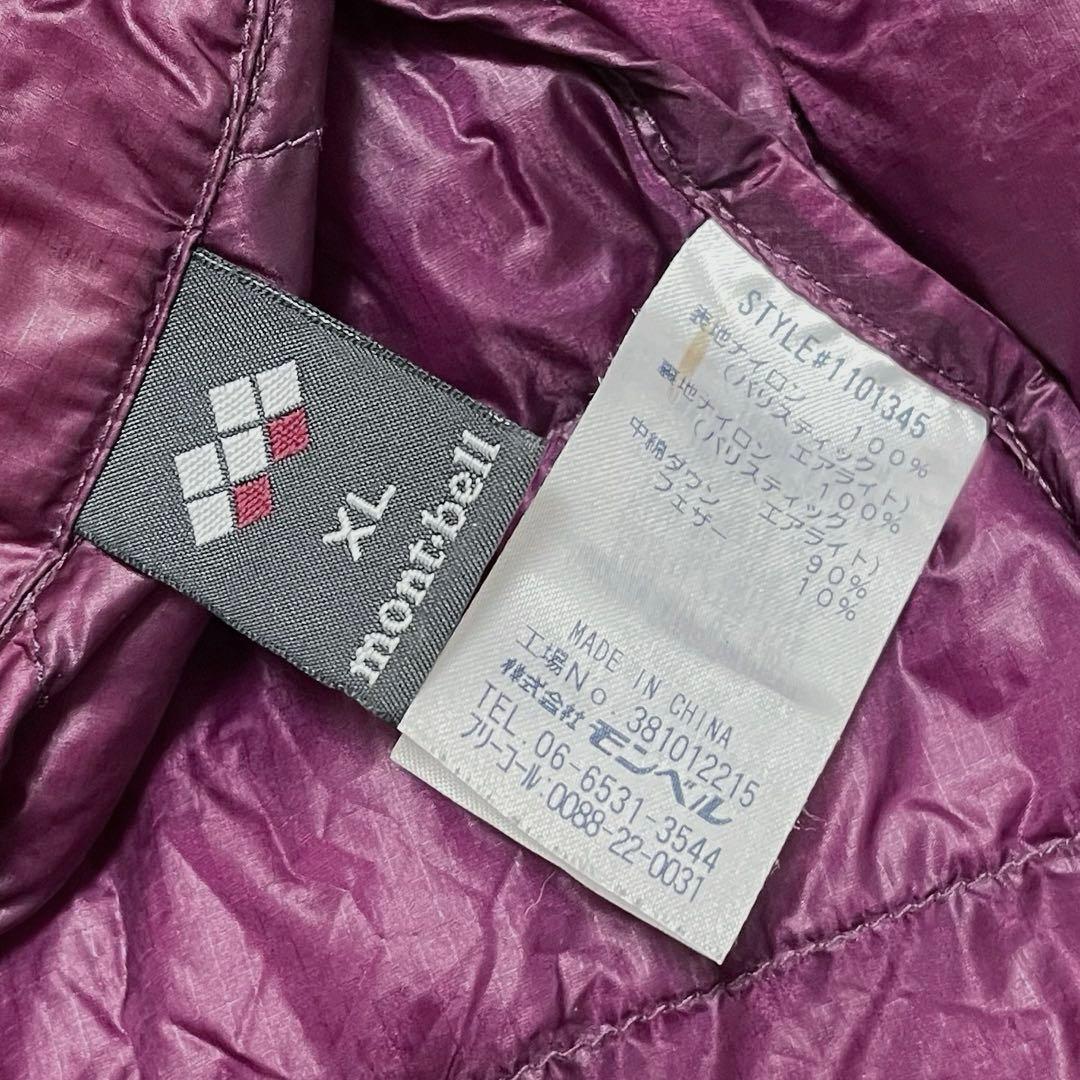 XL
mont-bell
STYLE#1101345
表地ナイロン 100%
(バリスティック エアライト)
裏地ナイロン 100%
(バリスティック エアライト)
中綿ダウン 90%
フェザー 10%
MADE IN CHINA
工場No.381012215
株式会社モンベル
TEL.06-6531-3544
フリーコール:0088-22-0031